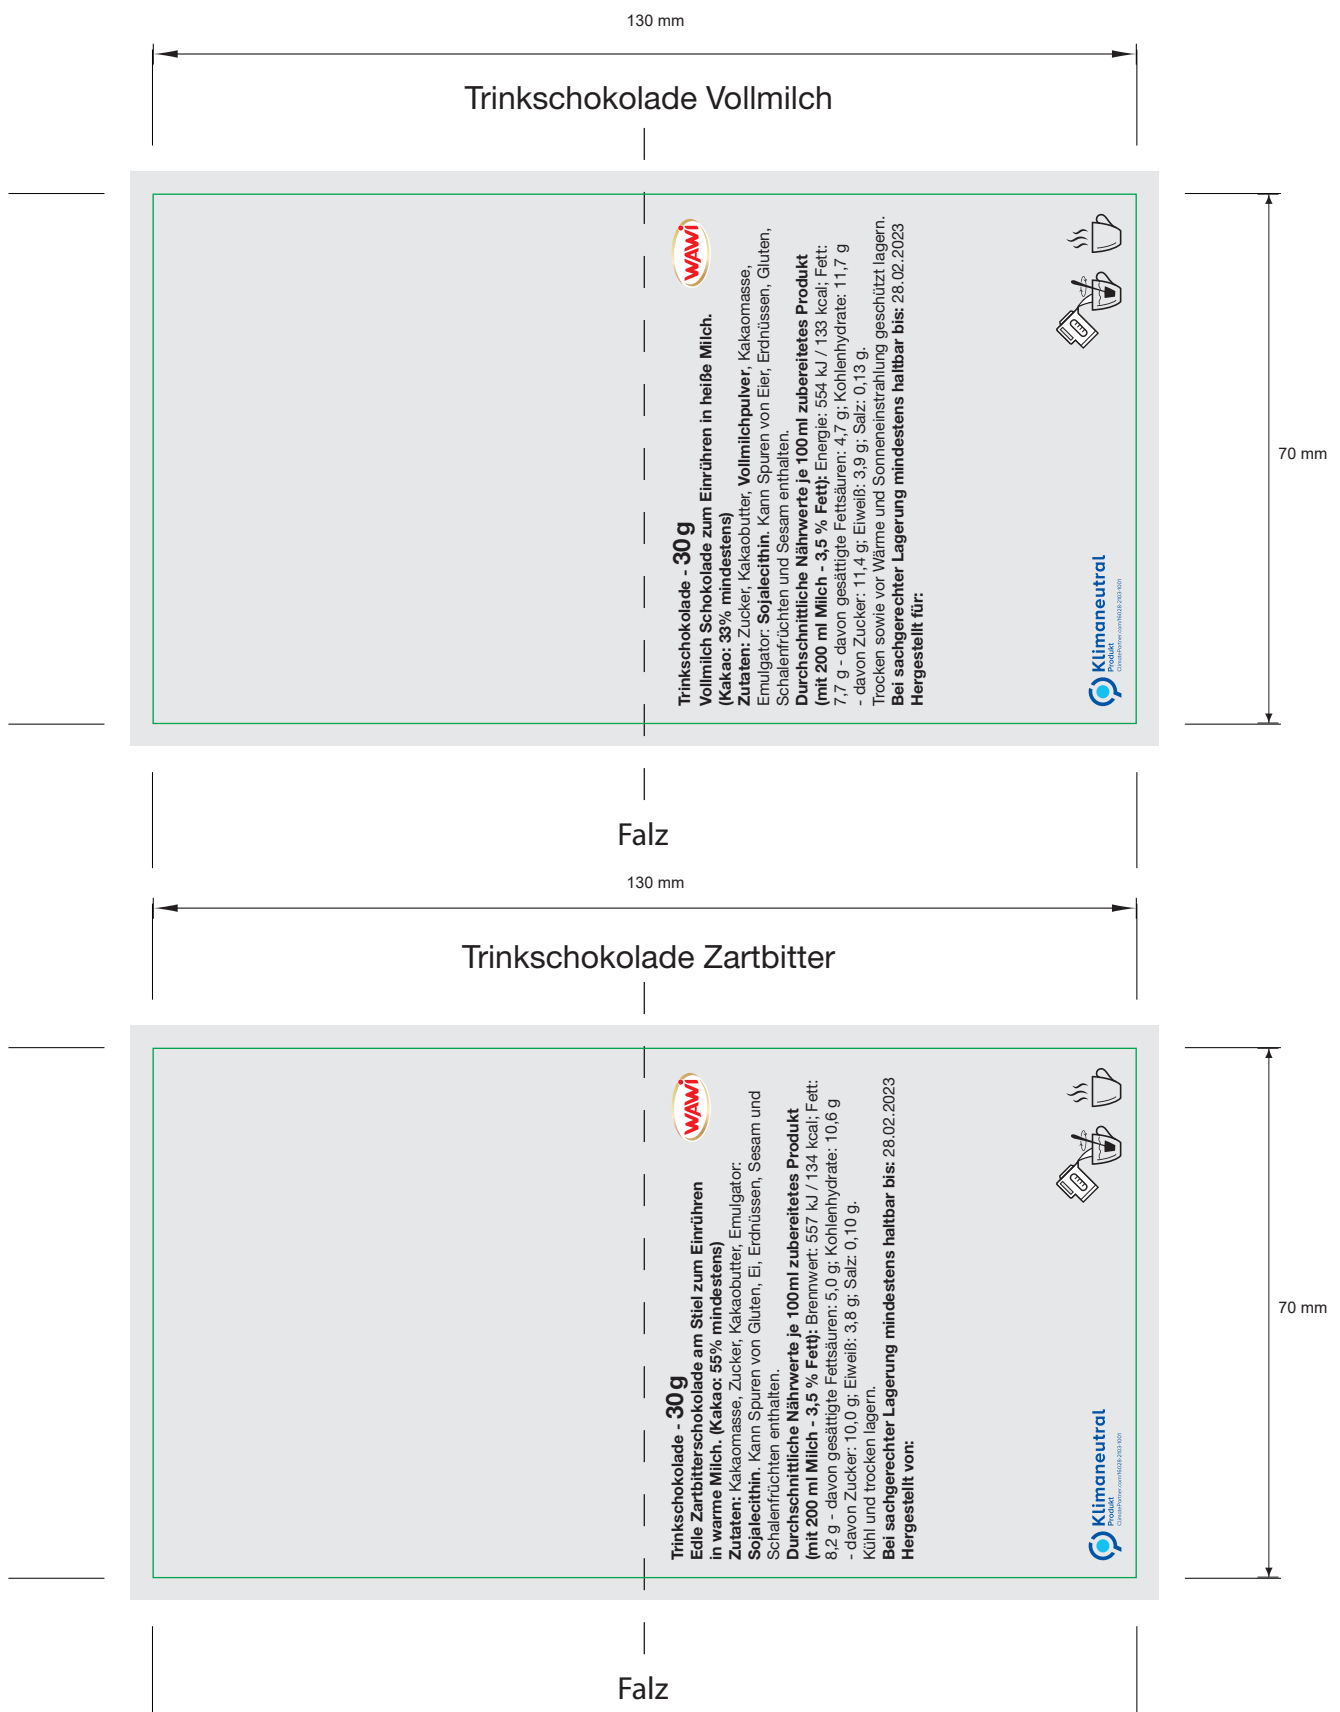 130 mm
Trinkschokolade Vollmilch
WAWi
Trinkschokolade - 30 g
Vollmilch Schokolade zum Einrühren in heiße Milch.
(Kakao: 33% mindestens)
Zutaten: Zucker, Kakaobutter, Vollmilchpulver, Kakaomasse,
Emulgator: Sojalecithin. Kann Spuren von Eier, Erdnüssen, Gluten,
Schalenfrüchten und Sesam enthalten.
Durchschnittliche Nährwerte je 100 ml zubereitetes Produkt
(mit 200 ml Milch - 3,5 % Fett): Energie: 554 kJ / 133 kcal; Fett:
7,7 g - davon gesättigte Fettsäuren: 4,7 g; Kohlenhydrate: 11,7 g
- davon Zucker: 11,4 g; Eiweiß: 3,9 g; Salz: 0,13 g.
Trocken sowie vor Wärme und Sonneneinstrahlung geschützt lagern.
Bei sachgerechter Lagerung mindestens haltbar bis: 28.02.2023
Hergestellt für:
Klimaneutral
Produkt
ClimatePartner.com/16028-2103-1001
70 mm
Falz
130 mm
Trinkschokolade Zartbitter
WAWi
Trinkschokolade - 30 g
Edle Zartbitterschokolade am Stiel zum Einrühren
in warme Milch. (Kakao: 55% mindestens)
Zutaten: Kakaomasse, Zucker, Kakaobutter, Emulgator:
Sojalecithin. Kann Spuren von Gluten, Ei, Erdnüssen, Sesam und
Schalenfrüchten enthalten.
Durchschnittliche Nährwerte je 100ml zubereitetes Produkt
(mit 200 ml Milch - 3,5 % Fett): Brennwert: 557 kJ / 134 kcal; Fett:
8,2 g - davon gesättigte Fettsäuren: 5,0 g; Kohlenhydrate: 10,6 g
- davon Zucker: 10,0 g; Eiweiß: 3,8 g; Salz: 0,10 g.
Kühl und trocken lagern.
Bei sachgerechter Lagerung mindestens haltbar bis: 28.02.2023
Hergestellt von:
Klimaneutral
Produkt
ClimatePartner.com/16028-2103-1001
70 mm
Falz